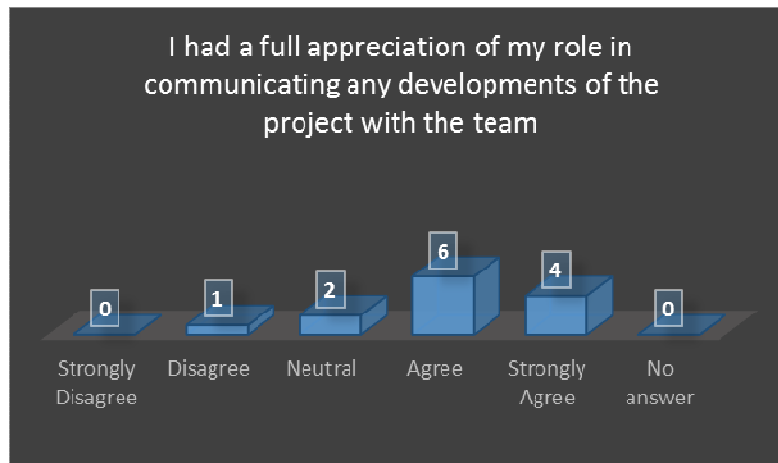 I had a full appreciation of my role in
communicating any developments of the
project with the team
0
1
2
6
4
0
Strongly Disagree
Disagree
Neutral
Agree
Strongly Agree
No answer